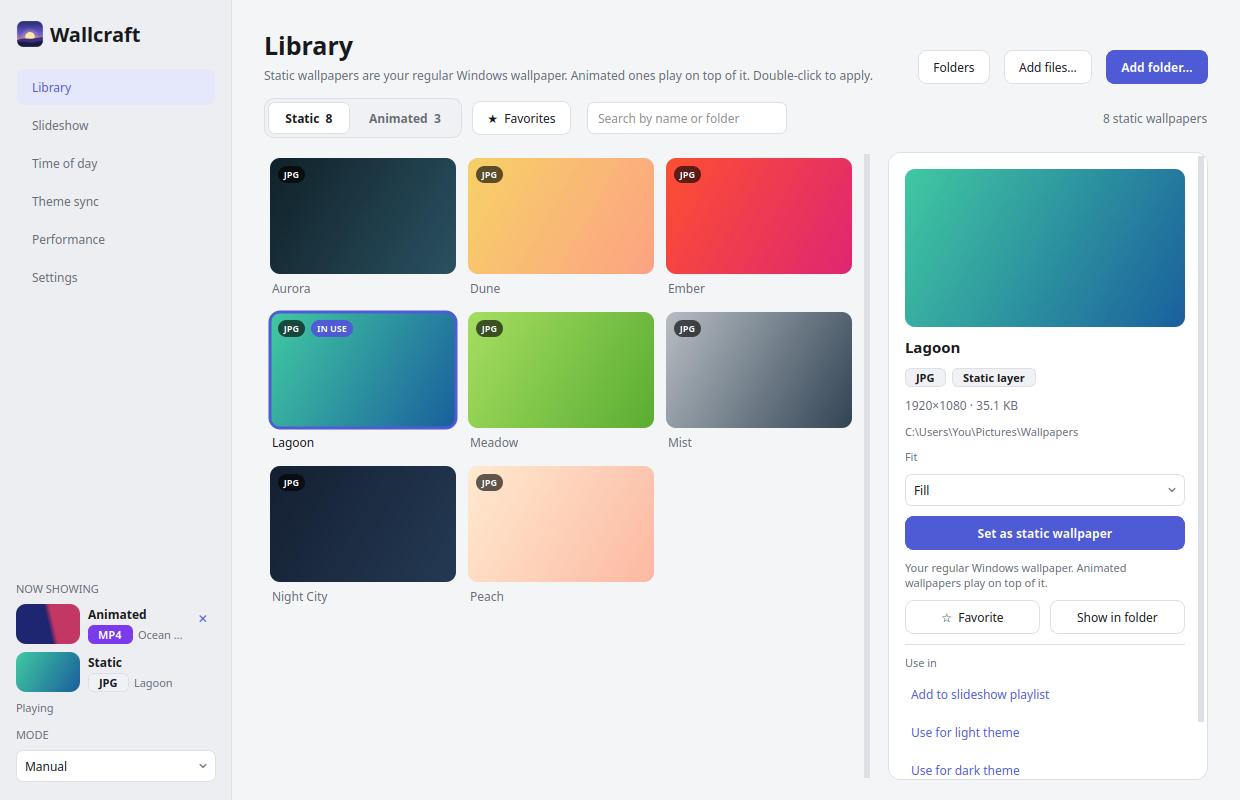 Wallcraft
Library
Slideshow
Time of day
Theme sync
Performance
Settings
NOW SHOWING
Animated
MP4 Ocean ...
Static
JPG Lagoon
Playing
MODE
Manual
Library
Static wallpapers are your regular Windows wallpaper. Animated ones play on top of it. Double-click to apply.
Folders
Add files...
Add folder...
Static 8
Animated 3
★ Favorites
Search by name or folder
8 static wallpapers
JPG
Aurora
JPG
Dune
JPG
Ember
JPG IN USE
Lagoon
JPG
Meadow
JPG
Mist
JPG
Night City
JPG
Peach
Lagoon
JPG Static layer
1920×1080 · 35.1 KB
C:\Users\You\Pictures\Wallpapers
Fit
Fill
Set as static wallpaper
Your regular Windows wallpaper. Animated
wallpapers play on top of it.
☆ Favorite
Show in folder
Use in
Add to slideshow playlist
Use for light theme
Use for dark theme